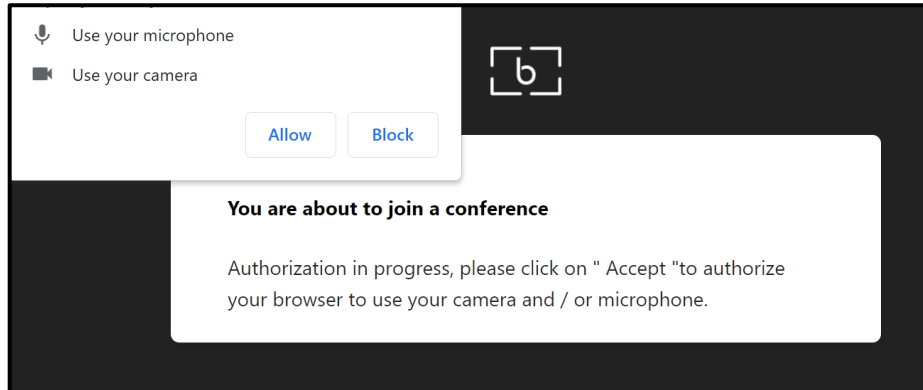 Use your microphone
Use your camera
Allow
Block
b
You are about to join a conference
Authorization in progress, please click on " Accept "to authorize
your browser to use your camera and / or microphone.